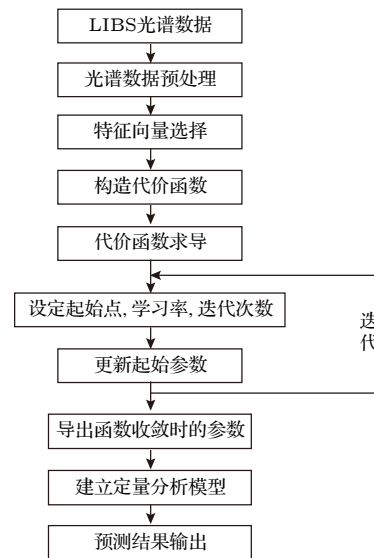 LIBS光谱数据
光谱数据预处理
特征向量选择
构造代价函数
代价函数求导
设定起始点, 学习率, 迭代次数
迭
代
更新起始参数
导出函数收敛时的参数
建立定量分析模型
预测结果输出